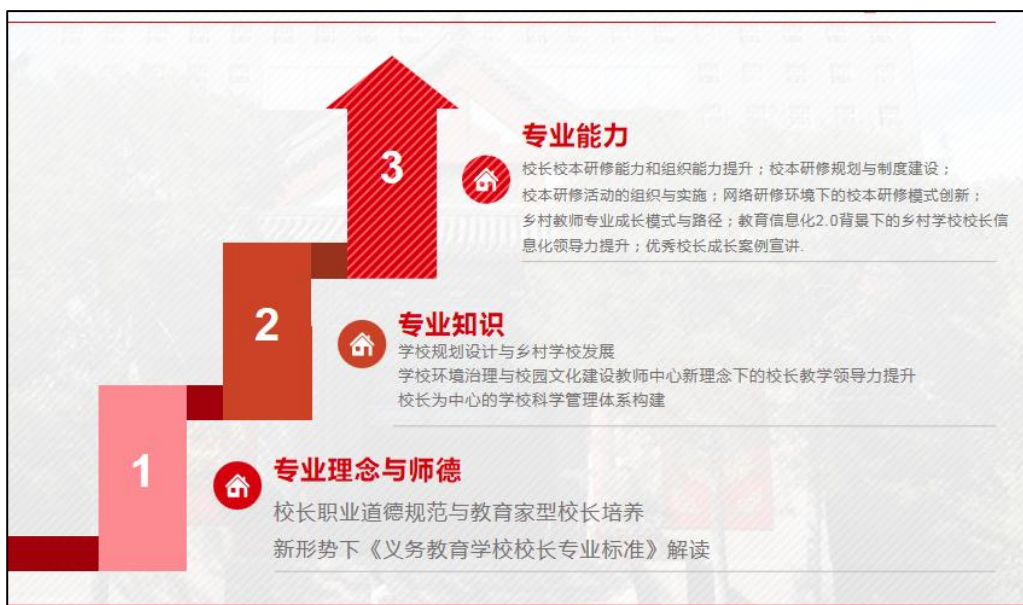 3
专业能力
校长校本研修能力和组织能力提升；校本研修规划与制度建设；
校本研修活动的组织与实施；网络研修环境下的校本研修模式创新；
乡村教师专业成长模式与路径；教育信息化2.0背景下的乡村学校校长信
息化领导力提升；优秀校长成长案例宣讲.
2
专业知识
学校规划设计与乡村学校发展
学校环境治理与校园文化建设教师中心新理念下的校长教学领导力提升
校长为中心的学校科学管理体系构建
1
专业理念与师德
校长职业道德规范与教育家型校长培养
新形势下《义务教育学校校长专业标准》解读